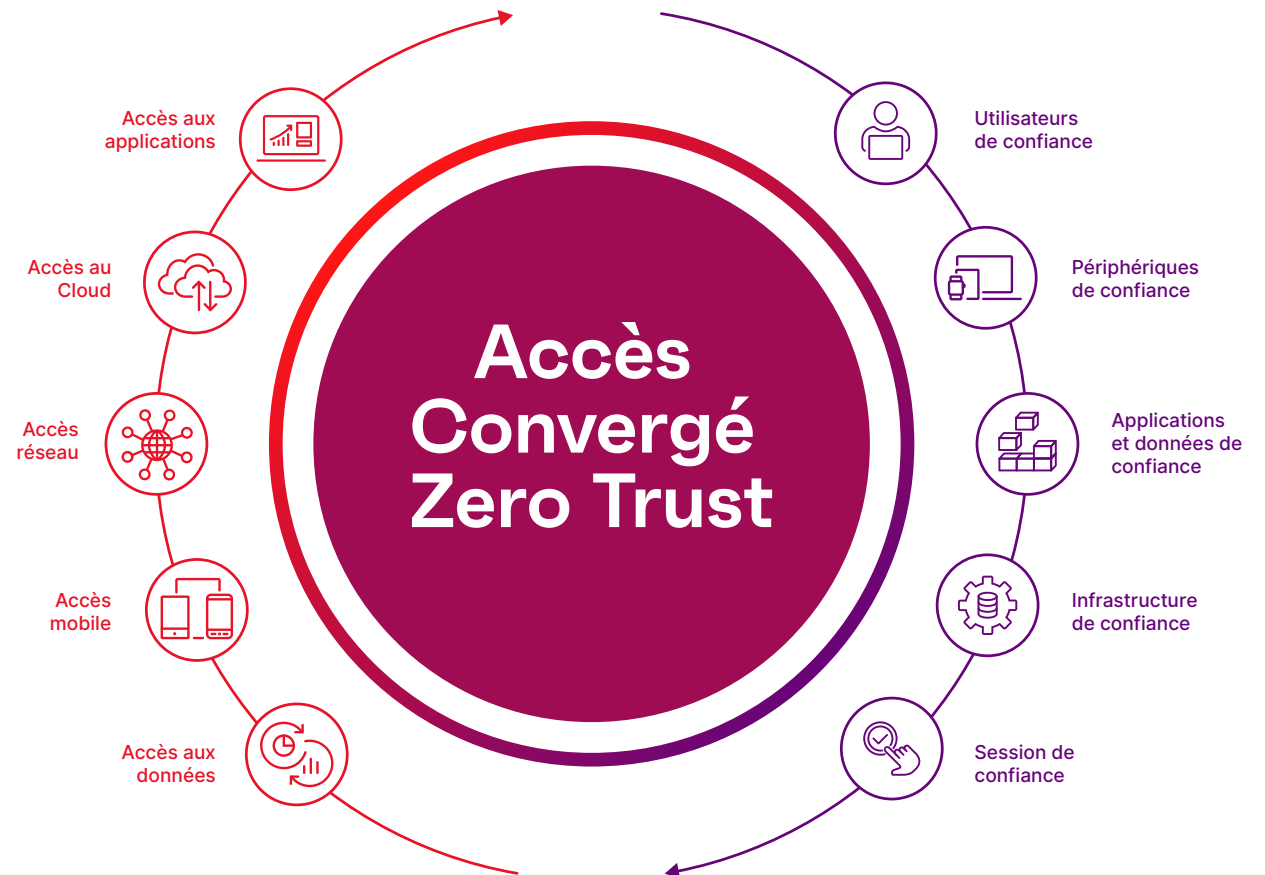 Accès aux
applications
Accès au
Cloud
Accès
réseau
Accès
mobile
Accès aux
données
Accès
Convergé
Zero Trust
Utilisateurs
de confiance
Périphériques
de confiance
Applications
et données de
confiance
Infrastructure
de confiance
Session de
confiance